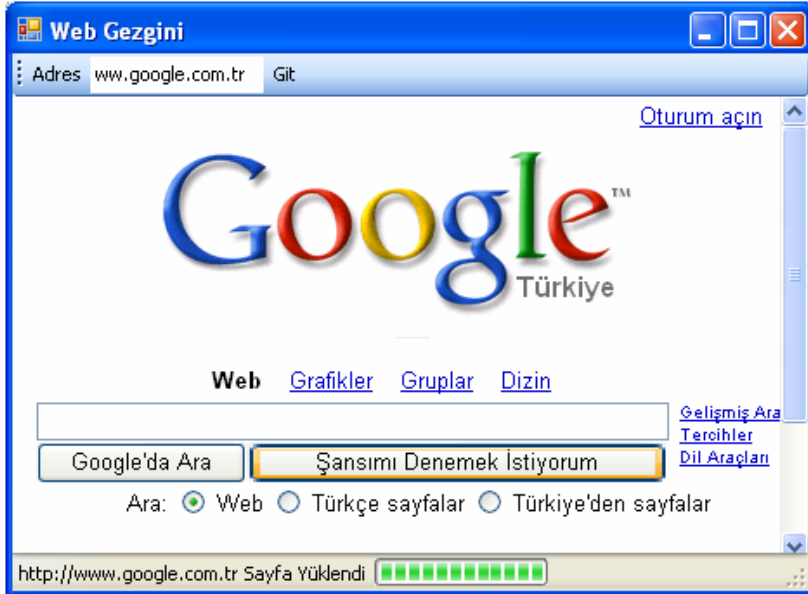 Web Gezgini
Adres ww.google.com.tr Git
Oturum açın
Google™
Türkiye
Web Grafikler Gruplar Dizin
Gelişmiş Ara
Tercihler
Google'da Ara Şansımı Denemek İstiyorum Dil Araçları
Ara: Web Türkçe sayfalar Türkiye'den sayfalar
http://www.google.com.tr Sayfa Yüklendi